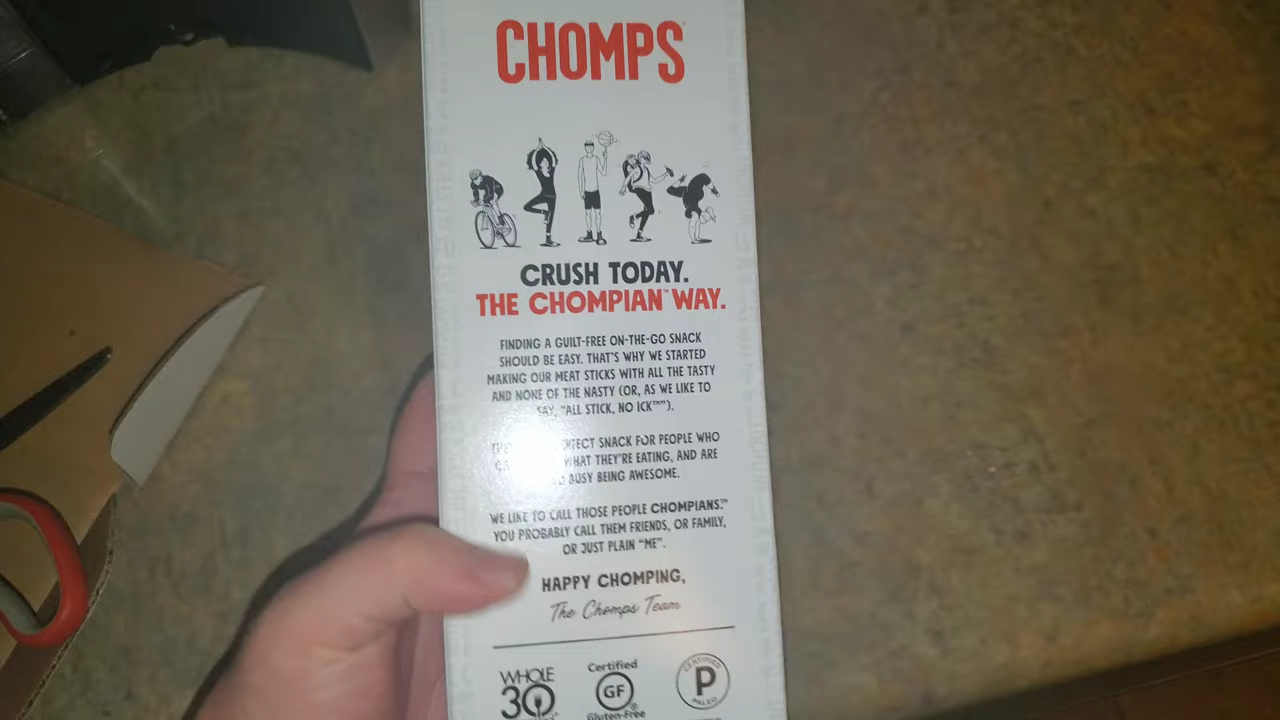 CHOMPS
CRUSH TODAY.
THE CHOMPIAN™ WAY.
FINDING A GUILT-FREE ON-THE-GO SNACK
SHOULD BE EASY. THAT'S WHY WE STARTED
MAKING OUR MEAT STICKS WITH ALL THE TASTY
AND NONE OF THE NASTY (OR, AS WE LIKE TO
SAY, "ALL STICK, NO ICK™").
SNACK FOR PEOPLE WHO
WHAT THEY'RE EATING, AND ARE
BUSY BEING AWESOME.
WE LIKE TO CALL THOSE PEOPLE CHOMPIANS.™
YOU PROBABLY CALL THEM FRIENDS, OR FAMILY,
OR JUST PLAIN "ME".
HAPPY CHOMPING,
The Chomps Team
WHOLE
30
Certified
GF
Gluten-Free
CERTIFIED
P
PALEO